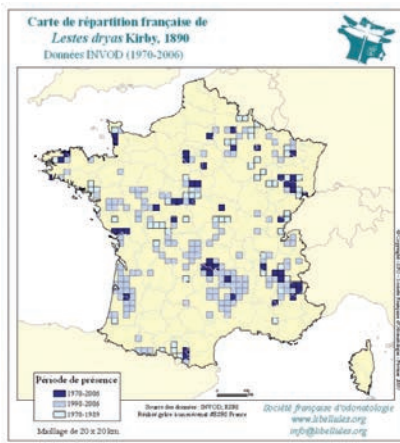 Carte de répartition française de
Lestes dryas Kirby, 1890
Données INVOD (1970-2006)
Période de présence
1970-2006
1990-2006
1970-1989
Maillage de 20 x 20 km.
Source des données: INVOD,
Société française d'odonatologie
www.libellules.org
info@libellules.org